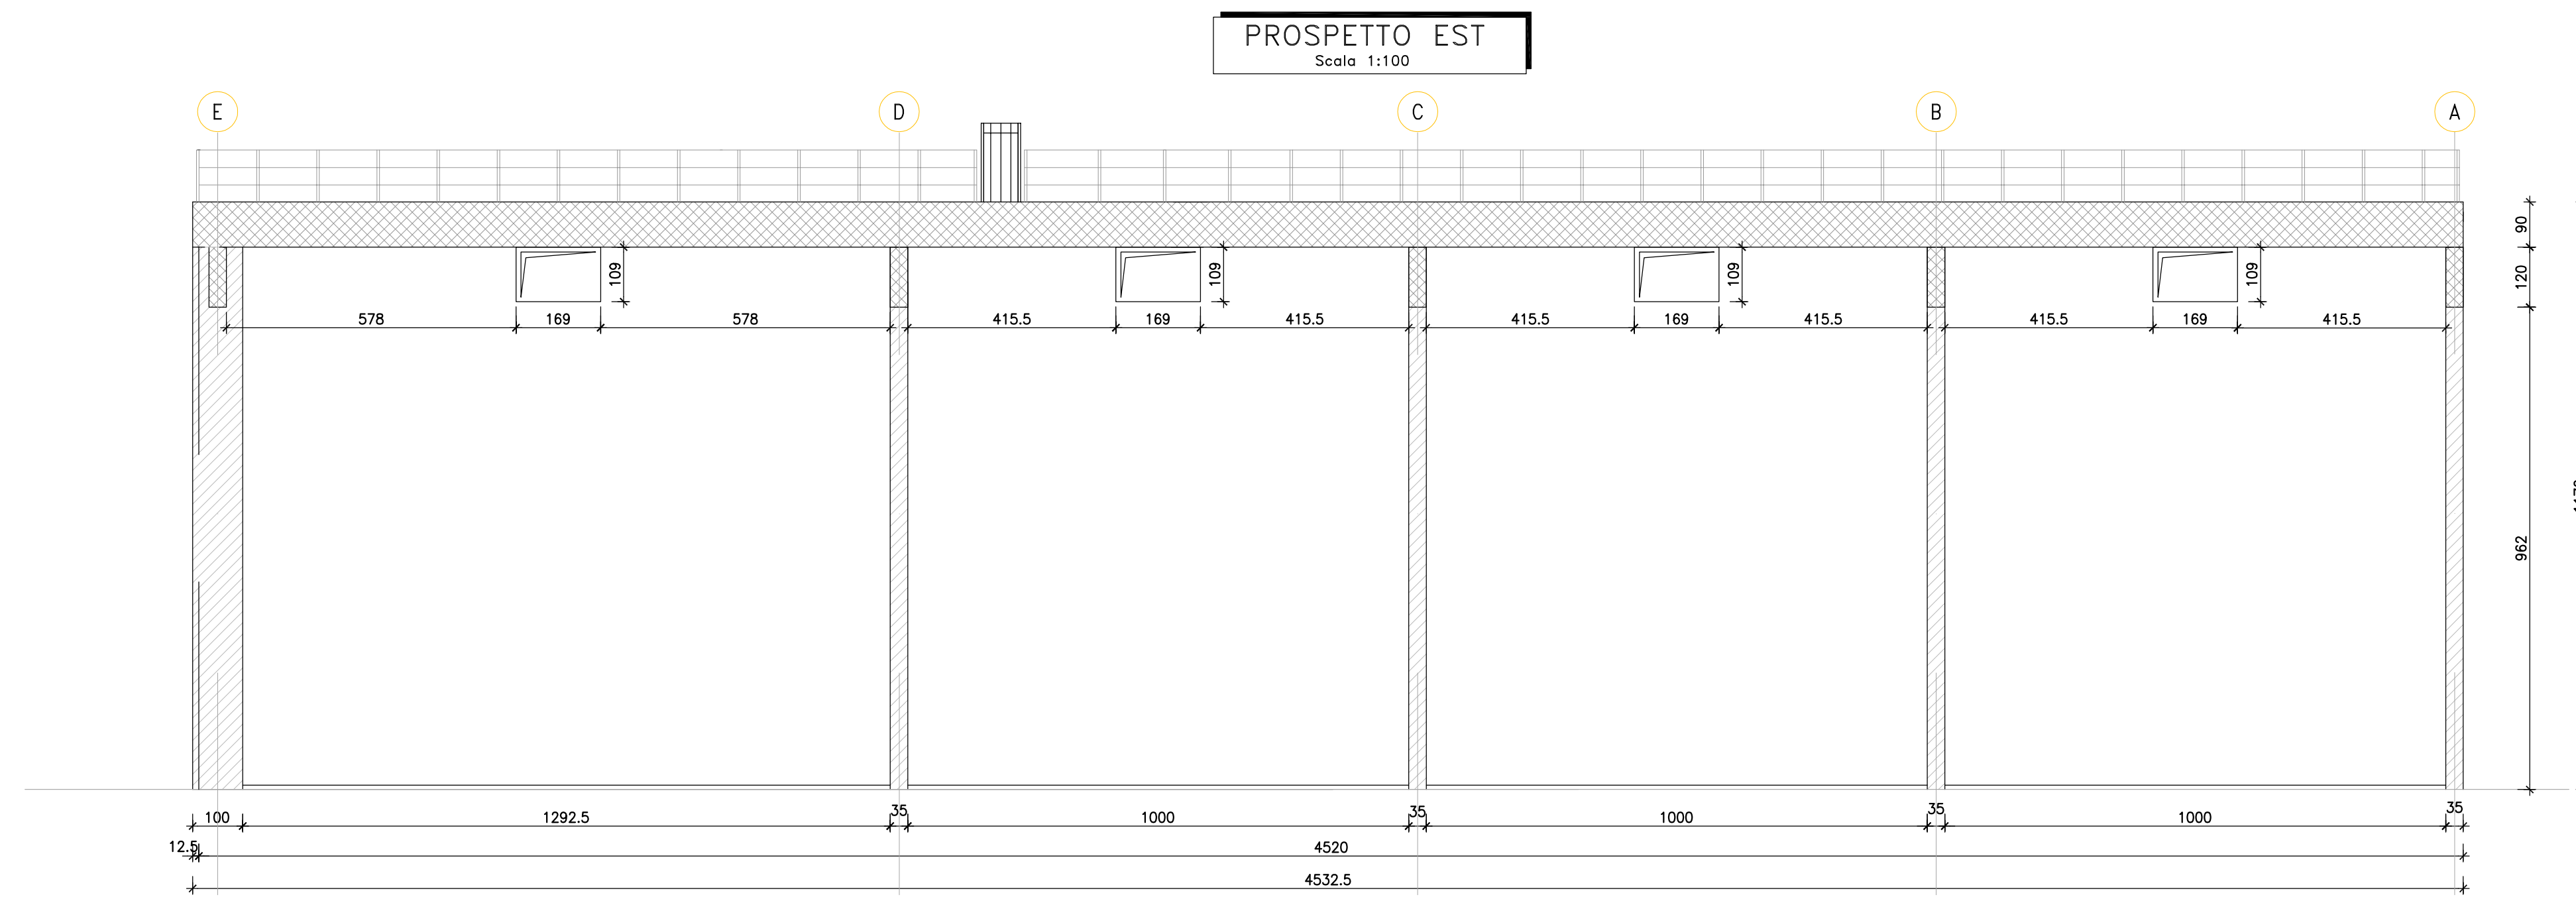 PROSPETTO EST
Scala 1:100
E D C B A
90
109 109 109 109 120
578 169 578 415.5 169 415.5 415.5 169 415.5 415.5 169 415.5
962
100 1292.5 35 1000 35 1000 35 1000 35
12.5 4520
4532.5